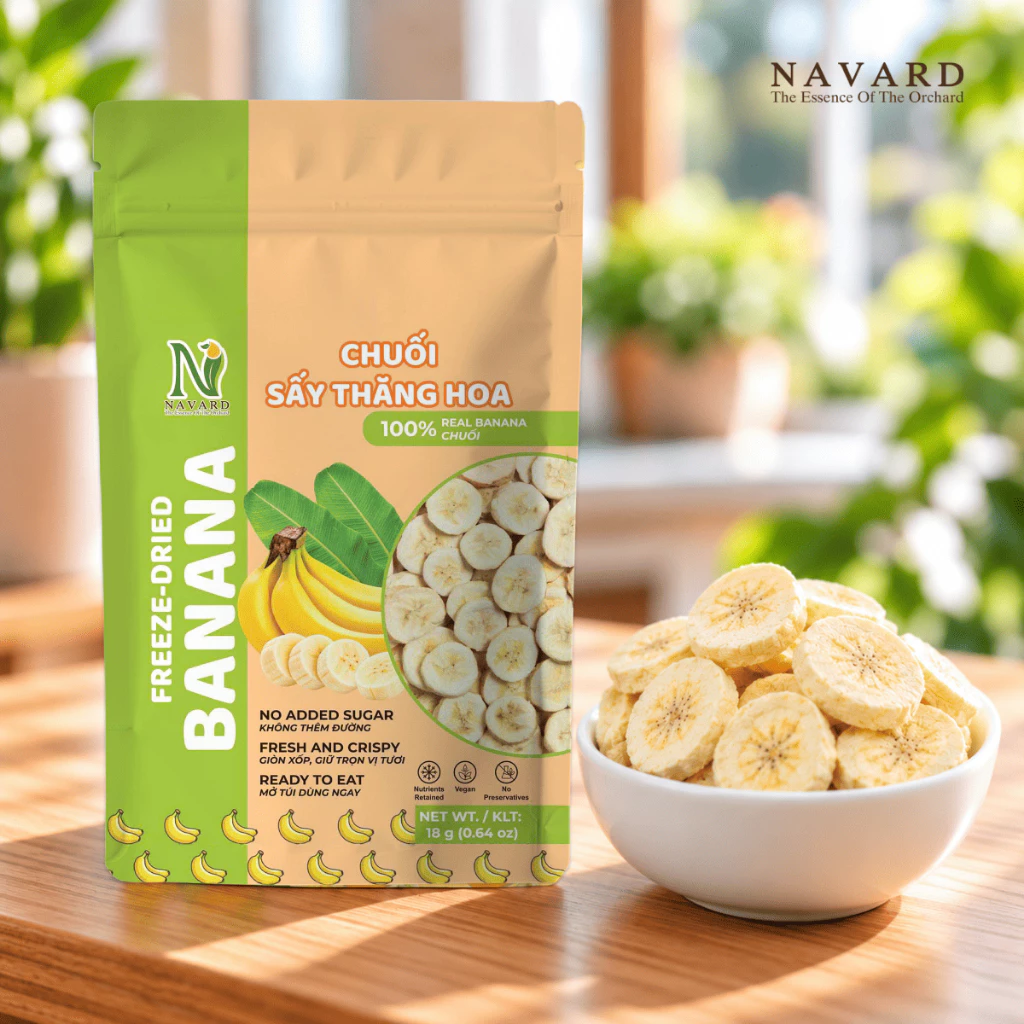 NAVARD
The Essence Of The Orchard
NAVARD
FREEZE-DRIED
BANANA
CHUỐI
SẤY THĂNG HOA
100% REAL BANANA
CHUỐI
NO ADDED SUGAR
KHÔNG THÊM ĐƯỜNG
FRESH AND CRISPY
GIÒN XỐP, GIỮ TRỌN VỊ TƯƠI
READY TO EAT
MỞ TÚI DÙNG NGAY
Nutrients
Retained
Vegan
No
Preservatives
NET WT. / KLT:
18 g (0.64 oz)